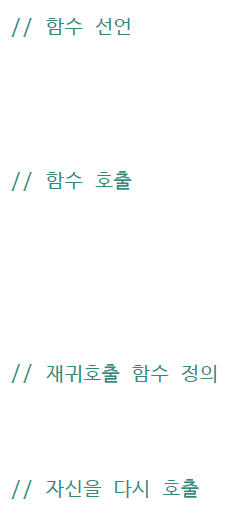 // 함수 선언
// 함수 호출
// 재귀호출 함수 정의
// 자신을 다시 호출